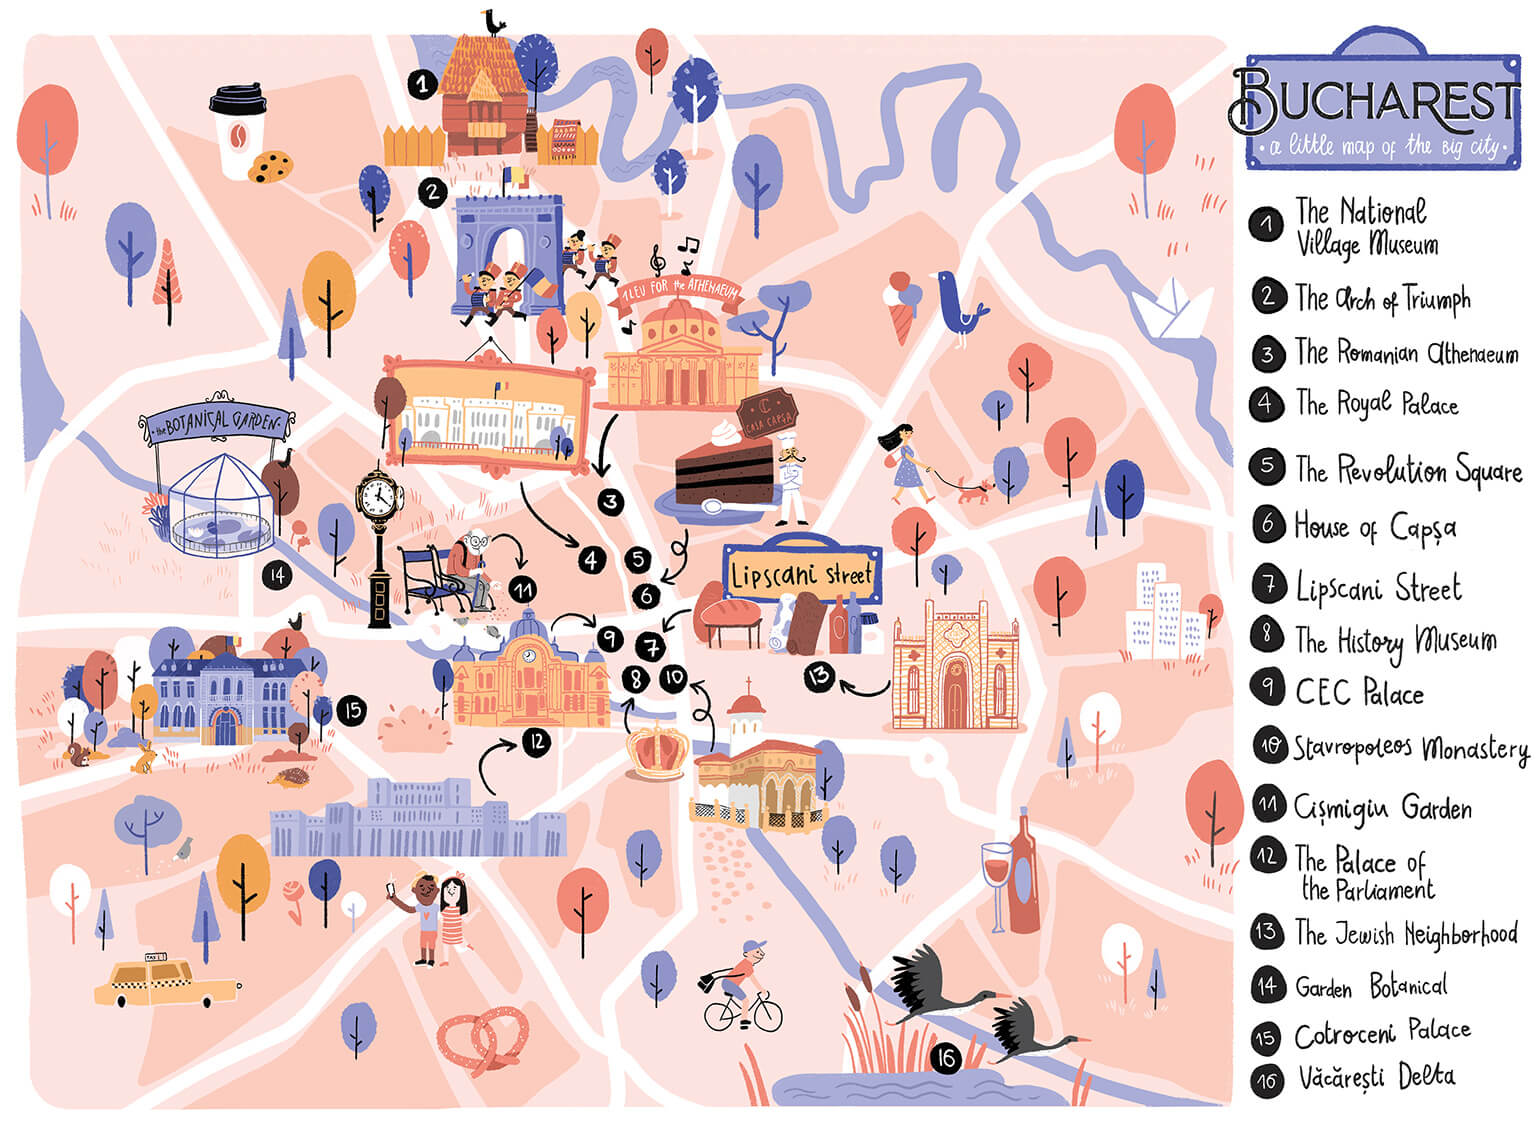 BUCHAREST
• a little map of the big city •
1 The National
Village Museum
2 The Arch of Triumph
3 The Romanian Athenaeum
4 The Royal Palace
5 The Revolution Square
6 House of Capșa
7 Lipscani Street
8 The History Museum
9 CEC Palace
10 Stavropoleos Monastery
11 Cișmigiu Garden
12 The Palace of
the Parliament
13 The Jewish Neighborhood
14 Garden Botanical
15 Cotroceni Palace
16 Văcărești Delta
1
2
1 LEU FOR the ATHENAEUM
•the BOTANICAL GARDEN•
C
CASA CAPȘA
3
4
5
Lipscani Street
14
11
6
9
7
8
10
13
15
12
TAXI
16